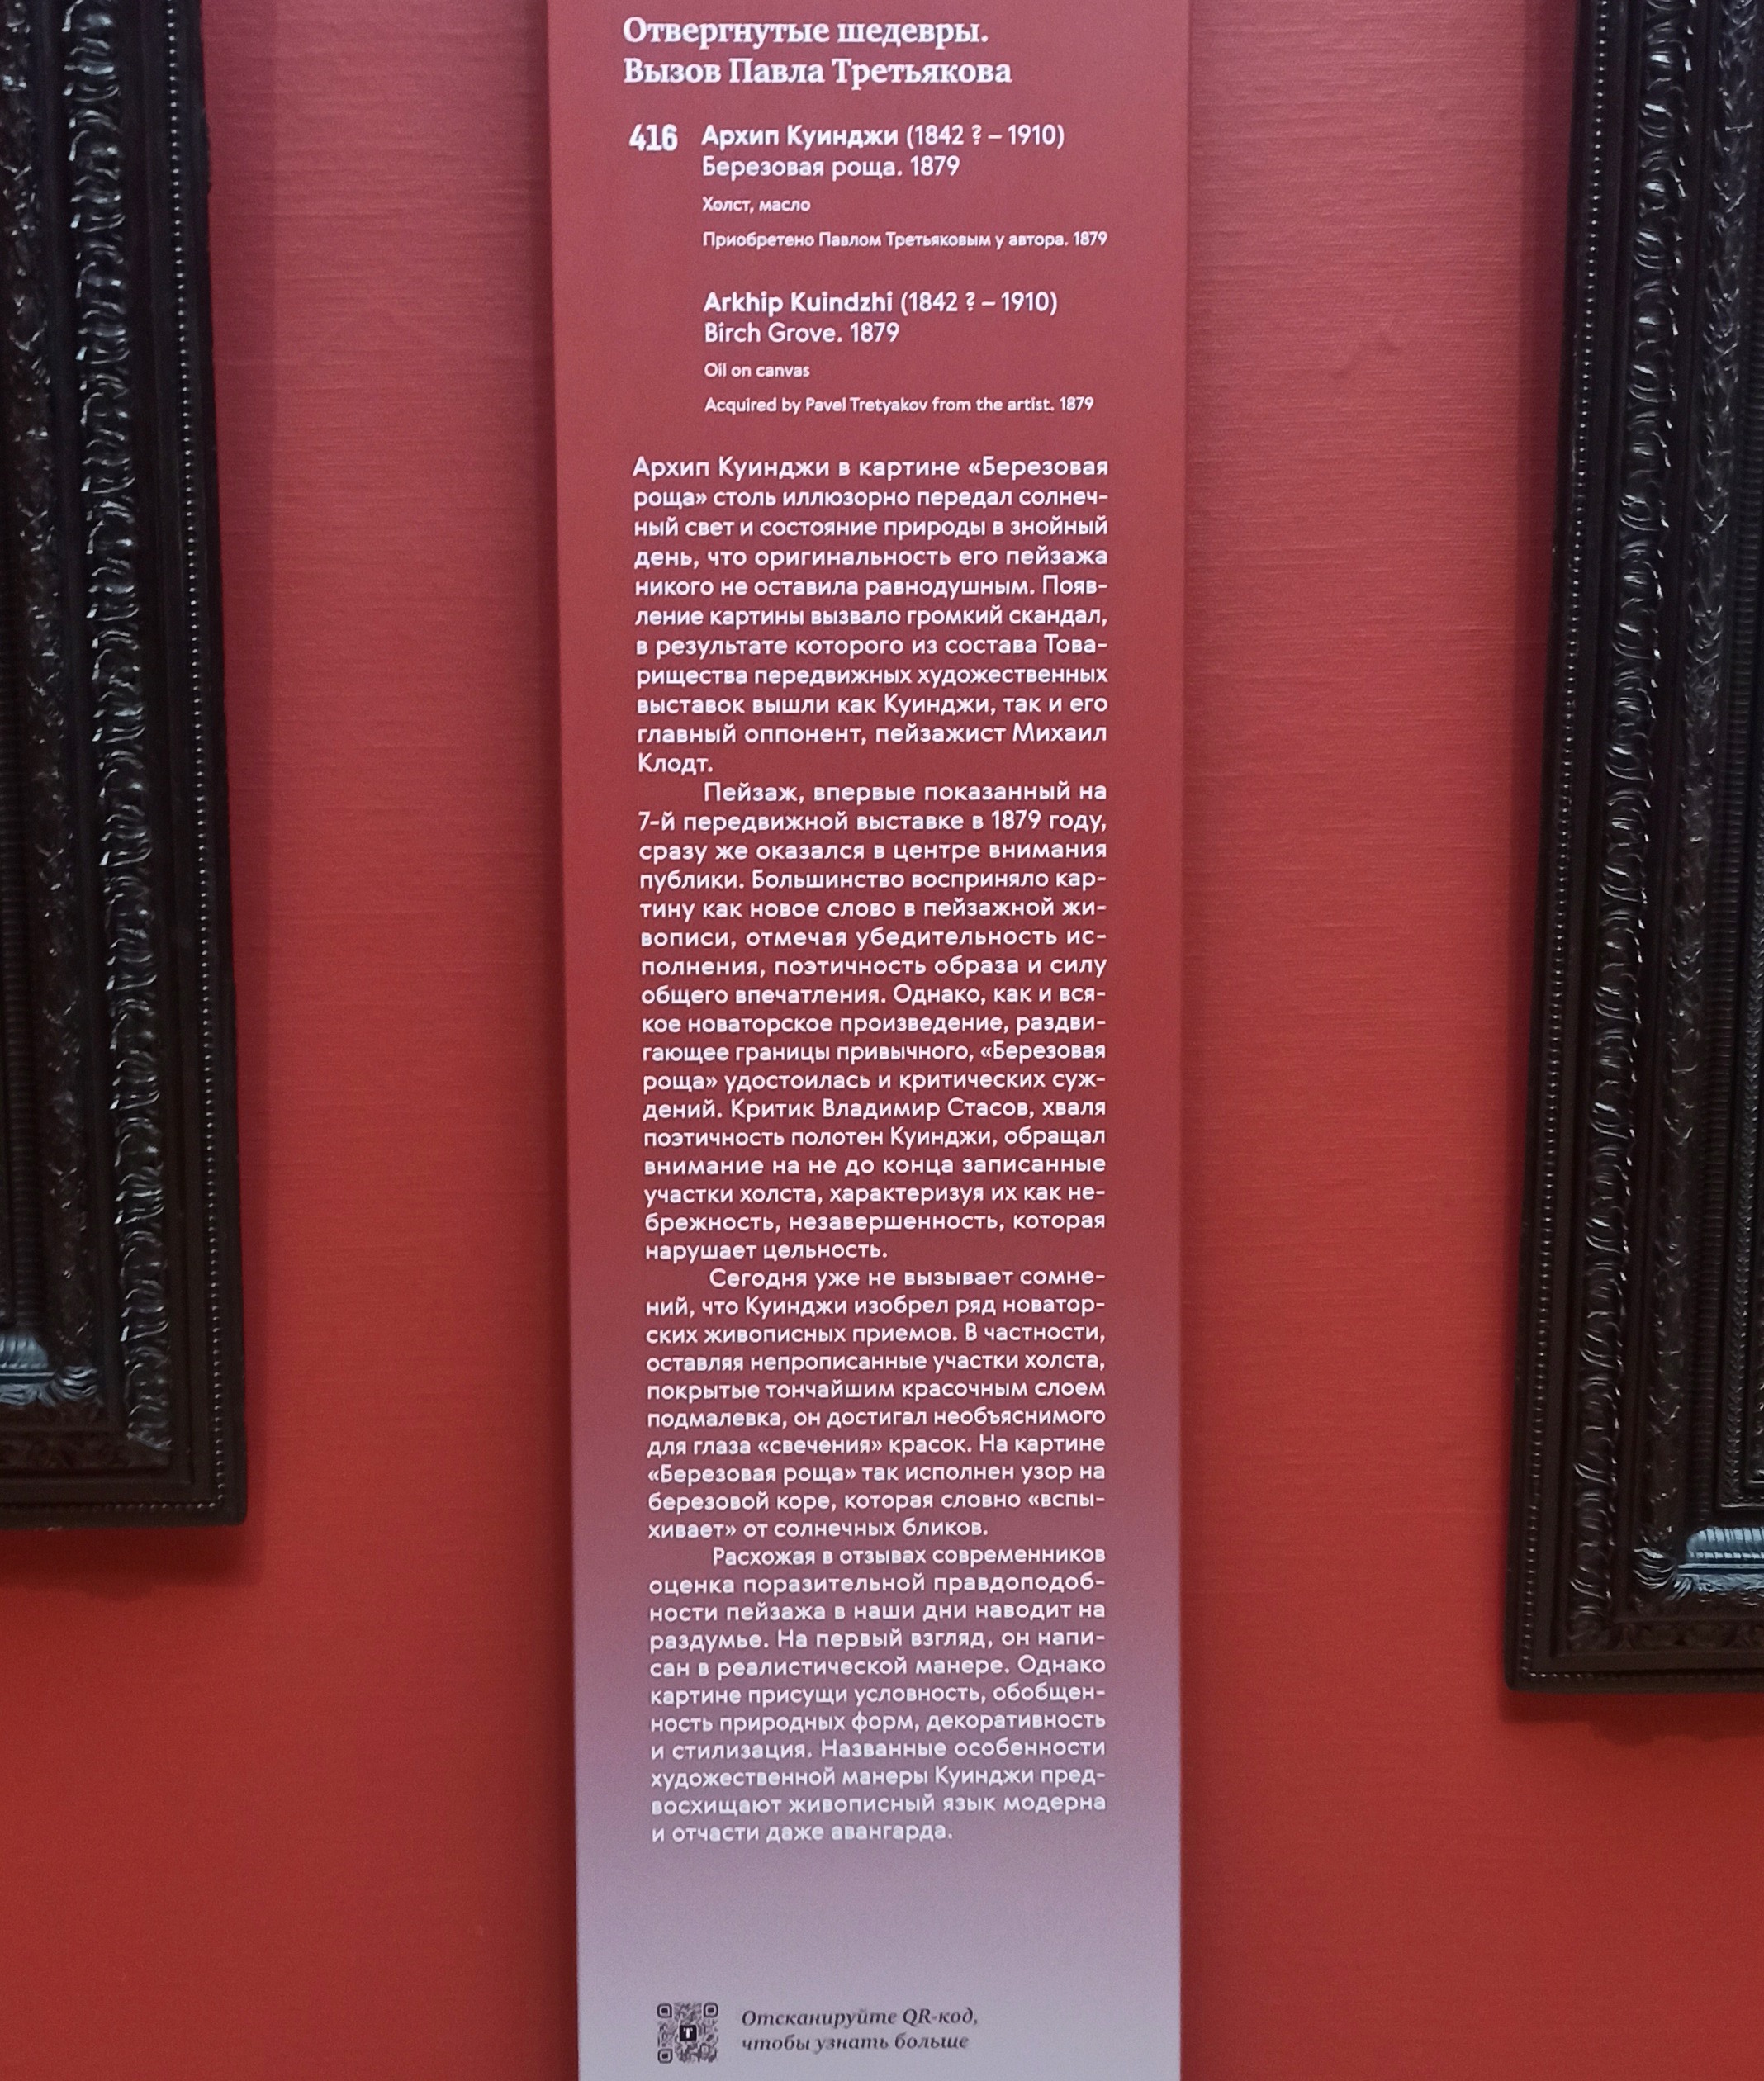 Отвергнутые шедевры.
Вызов Павла Третьякова
416 Архип Куинджи (1842 ? – 1910)
Березовая роща. 1879
Холст, масло
Приобретено Павлом Третьяковым у автора. 1879
Arkhip Kuindzhi (1842 ? – 1910)
Birch Grove. 1879
Oil on canvas
Acquired by Pavel Tretyakov from the artist. 1879
Архип Куинджи в картине «Березовая
роща» столь иллюзорно передал солнеч-
ный свет и состояние природы в знойный
день, что оригинальность его пейзажа
никого не оставила равнодушным. Появ-
ление картины вызвало громкий скандал,
в результате которого из состава Това-
рищества передвижных художественных
выставок вышли как Куинджи, так и его
главный оппонент, пейзажист Михаил
Клодт.
Пейзаж, впервые показанный на
7-й передвижной выставке в 1879 году,
сразу же оказался в центре внимания
публики. Большинство восприняло кар-
тину как новое слово в пейзажной жи-
вописи, отмечая убедительность ис-
полнения, поэтичность образа и силу
общего впечатления. Однако, как и вся-
кое новаторское произведение, раздви-
гающее границы привычного, «Березовая
роща» удостоилась и критических суж-
дений. Критик Владимир Стасов, хваля
поэтичность полотен Куинджи, обращал
внимание на не до конца записанные
участки холста, характеризуя их как не-
брежность, незавершенность, которая
нарушает цельность.
Сегодня уже не вызывает сомне-
ний, что Куинджи изобрел ряд новатор-
ских живописных приемов. В частности,
оставляя непрописанные участки холста,
покрытые тончайшим красочным слоем
подмалевка, он достигал необъяснимого
для глаза «свечения» красок. На картине
«Березовая роща» так исполнен узор на
березовой коре, которая словно «вспы-
хивает» от солнечных бликов.
Расхожая в отзывах современников
оценка поразительной правдоподоб-
ности пейзажа в наши дни наводит на
раздумье. На первый взгляд, он напи-
сан в реалистической манере. Однако
картине присущи условность, обобщен-
ность природных форм, декоративность
и стилизация. Названные особенности
художественной манеры Куинджи пред-
восхищают живописный язык модерна
и отчасти даже авангарда.
T
Отсканируйте QR-код,
чтобы узнать больше